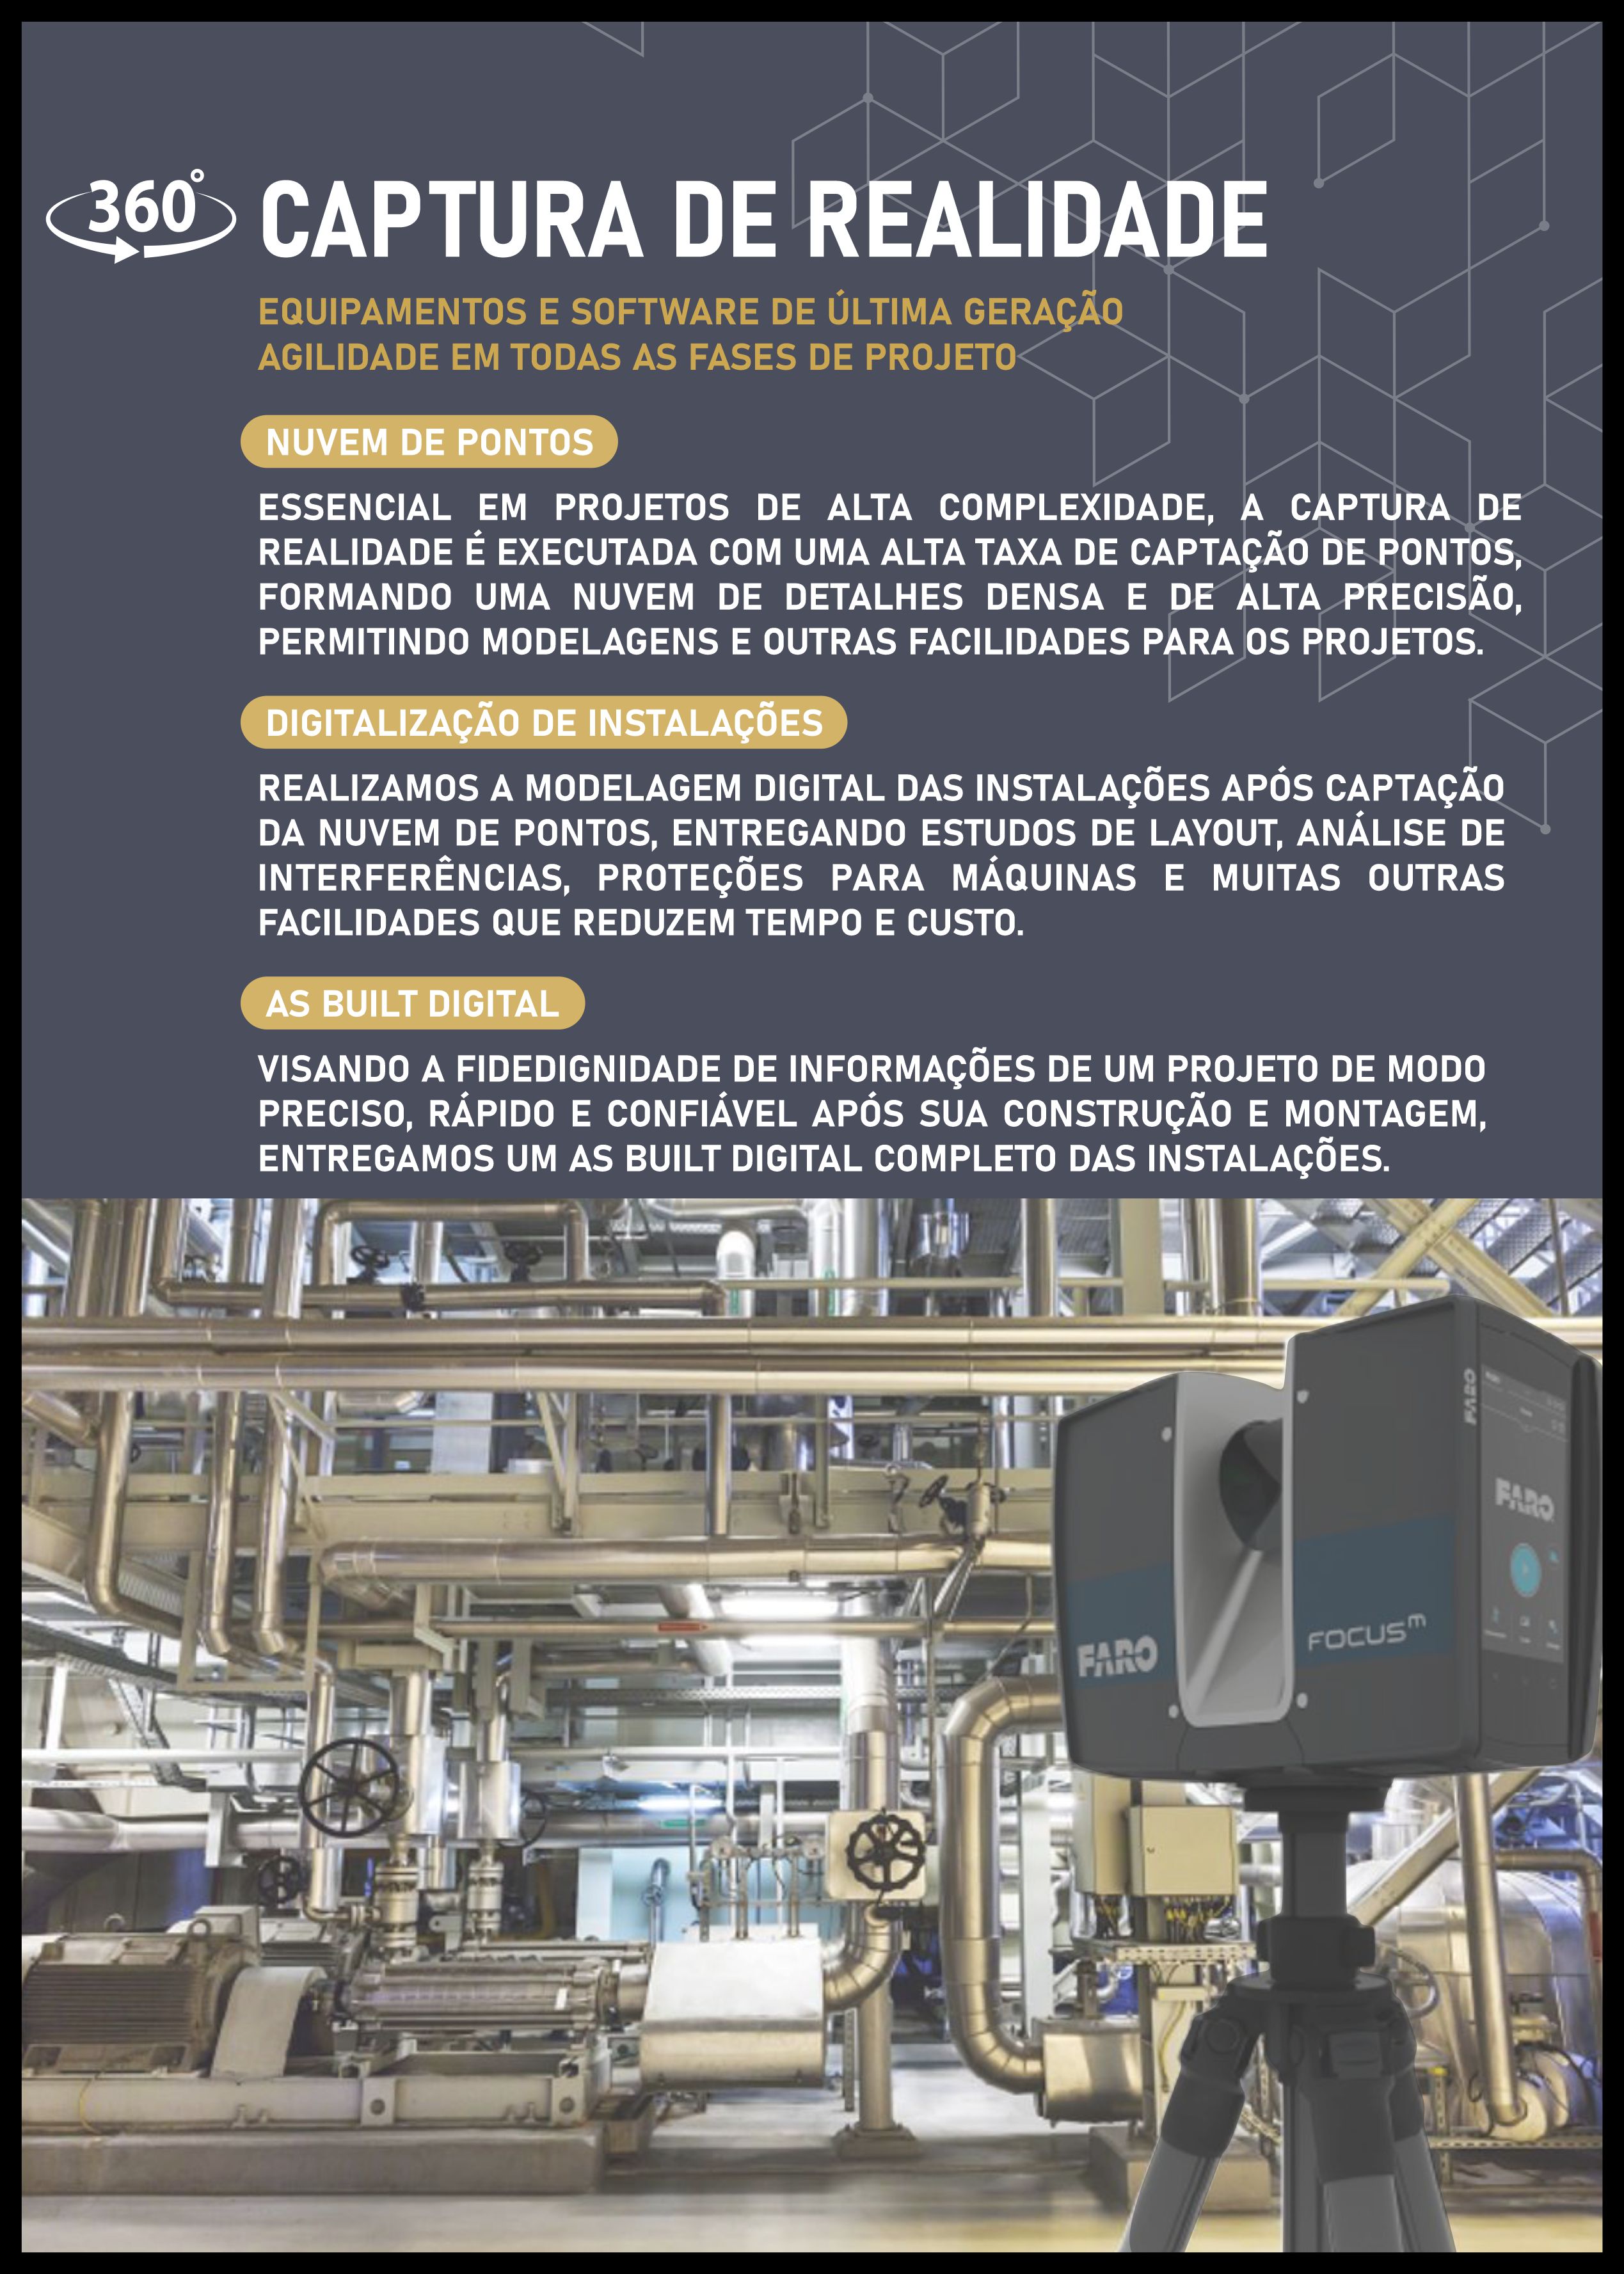 360°
CAPTURA DE REALIDADE
EQUIPAMENTOS E SOFTWARE DE ÚLTIMA GERAÇÃO
AGILIDADE EM TODAS AS FASES DE PROJETO
NUVEM DE PONTOS
ESSENCIAL EM PROJETOS DE ALTA COMPLEXIDADE, A CAPTURA DE
REALIDADE É EXECUTADA COM UMA ALTA TAXA DE CAPTAÇÃO DE PONTOS,
FORMANDO UMA NUVEM DE DETALHES DENSA E DE ALTA PRECISÃO,
PERMITINDO MODELAGENS E OUTRAS FACILIDADES PARA OS PROJETOS.
DIGITALIZAÇÃO DE INSTALAÇÕES
REALIZAMOS A MODELAGEM DIGITAL DAS INSTALAÇÕES APÓS CAPTAÇÃO
DA NUVEM DE PONTOS, ENTREGANDO ESTUDOS DE LAYOUT, ANÁLISE DE
INTERFERÊNCIAS, PROTEÇÕES PARA MÁQUINAS E MUITAS OUTRAS
FACILIDADES QUE REDUZEM TEMPO E CUSTO.
AS BUILT DIGITAL
VISANDO A FIDEDIGNIDADE DE INFORMAÇÕES DE UM PROJETO DE MODO
PRECISO, RÁPIDO E CONFIÁVEL APÓS SUA CONSTRUÇÃO E MONTAGEM,
ENTREGAMOS UM AS BUILT DIGITAL COMPLETO DAS INSTALAÇÕES.
FARO
FARO
FOCUSᵐ
FARO